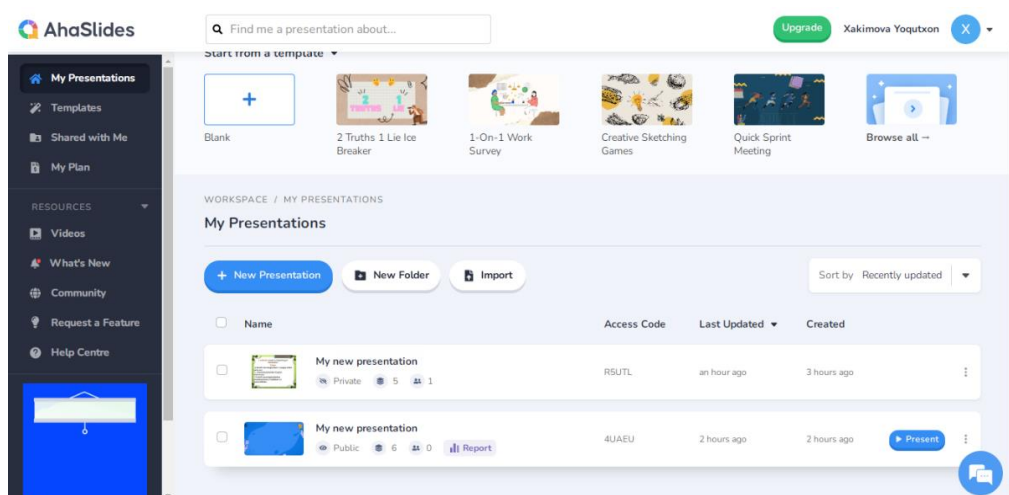 AhaSlides
Find me a presentation about...
Upgrade
Xakimova Yoqutxon
X
My Presentations
Templates
Shared with Me
My Plan
RESOURCES
Videos
What's New
Community
Request a Feature
Help Centre
Start from a template
Blank
2 TRUTHS 1 LIE
2 Truths 1 Lie Ice
Breaker
1-On-1 Work
Survey
Creative Sketching
Games
Quick Sprint
Meeting
Browse all →
WORKSPACE / MY PRESENTATIONS
My Presentations
+ New Presentation
New Folder
Import
Sort by Recently updated
Name
Access Code
Last Updated
Created
My new presentation
Private 5 1
R5UTL
an hour ago
3 hours ago
My new presentation
Public 6 0 Report
4UAEU
2 hours ago
2 hours ago
Present